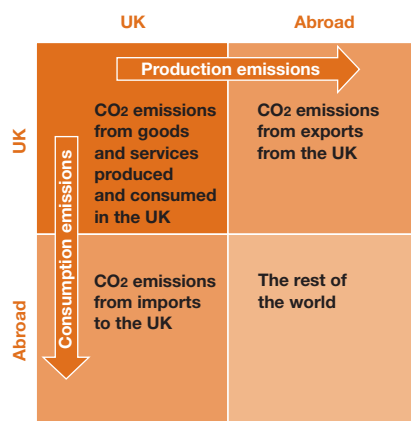 UK
Abroad
Production emissions
UK
CO2 emissions
from goods
and services
produced
and consumed
in the UK
CO2 emissions
from exports
from the UK
Consumption emissions
Abroad
CO2 emissions
from imports
to the UK
The rest of
the world